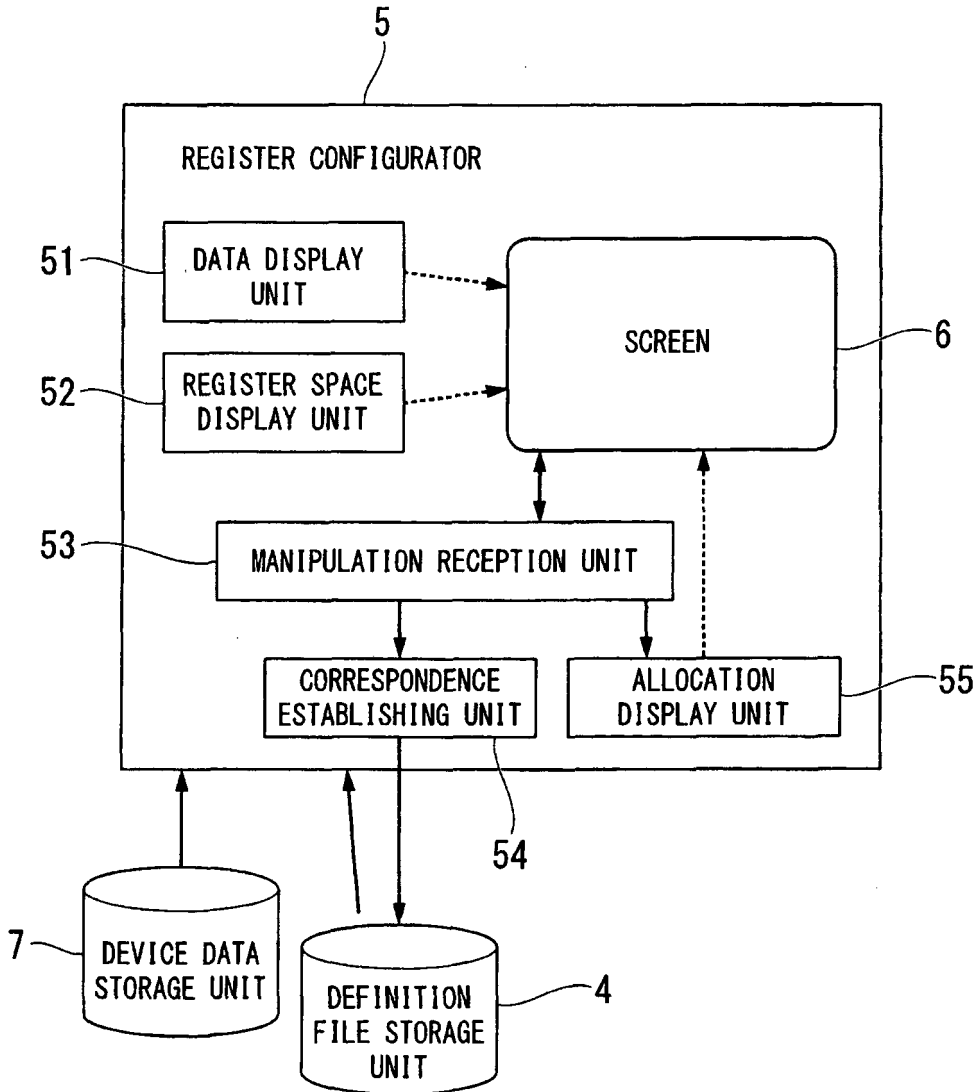 5
REGISTER CONFIGURATOR
51
DATA DISPLAY
UNIT
SCREEN
6
52
REGISTER SPACE
DISPLAY UNIT
53
MANIPULATION RECEPTION UNIT
CORRESPONDENCE
ESTABLISHING UNIT
ALLOCATION
DISPLAY UNIT
55
54
7
DEVICE DATA
STORAGE UNIT
DEFINITION
FILE STORAGE
UNIT
4